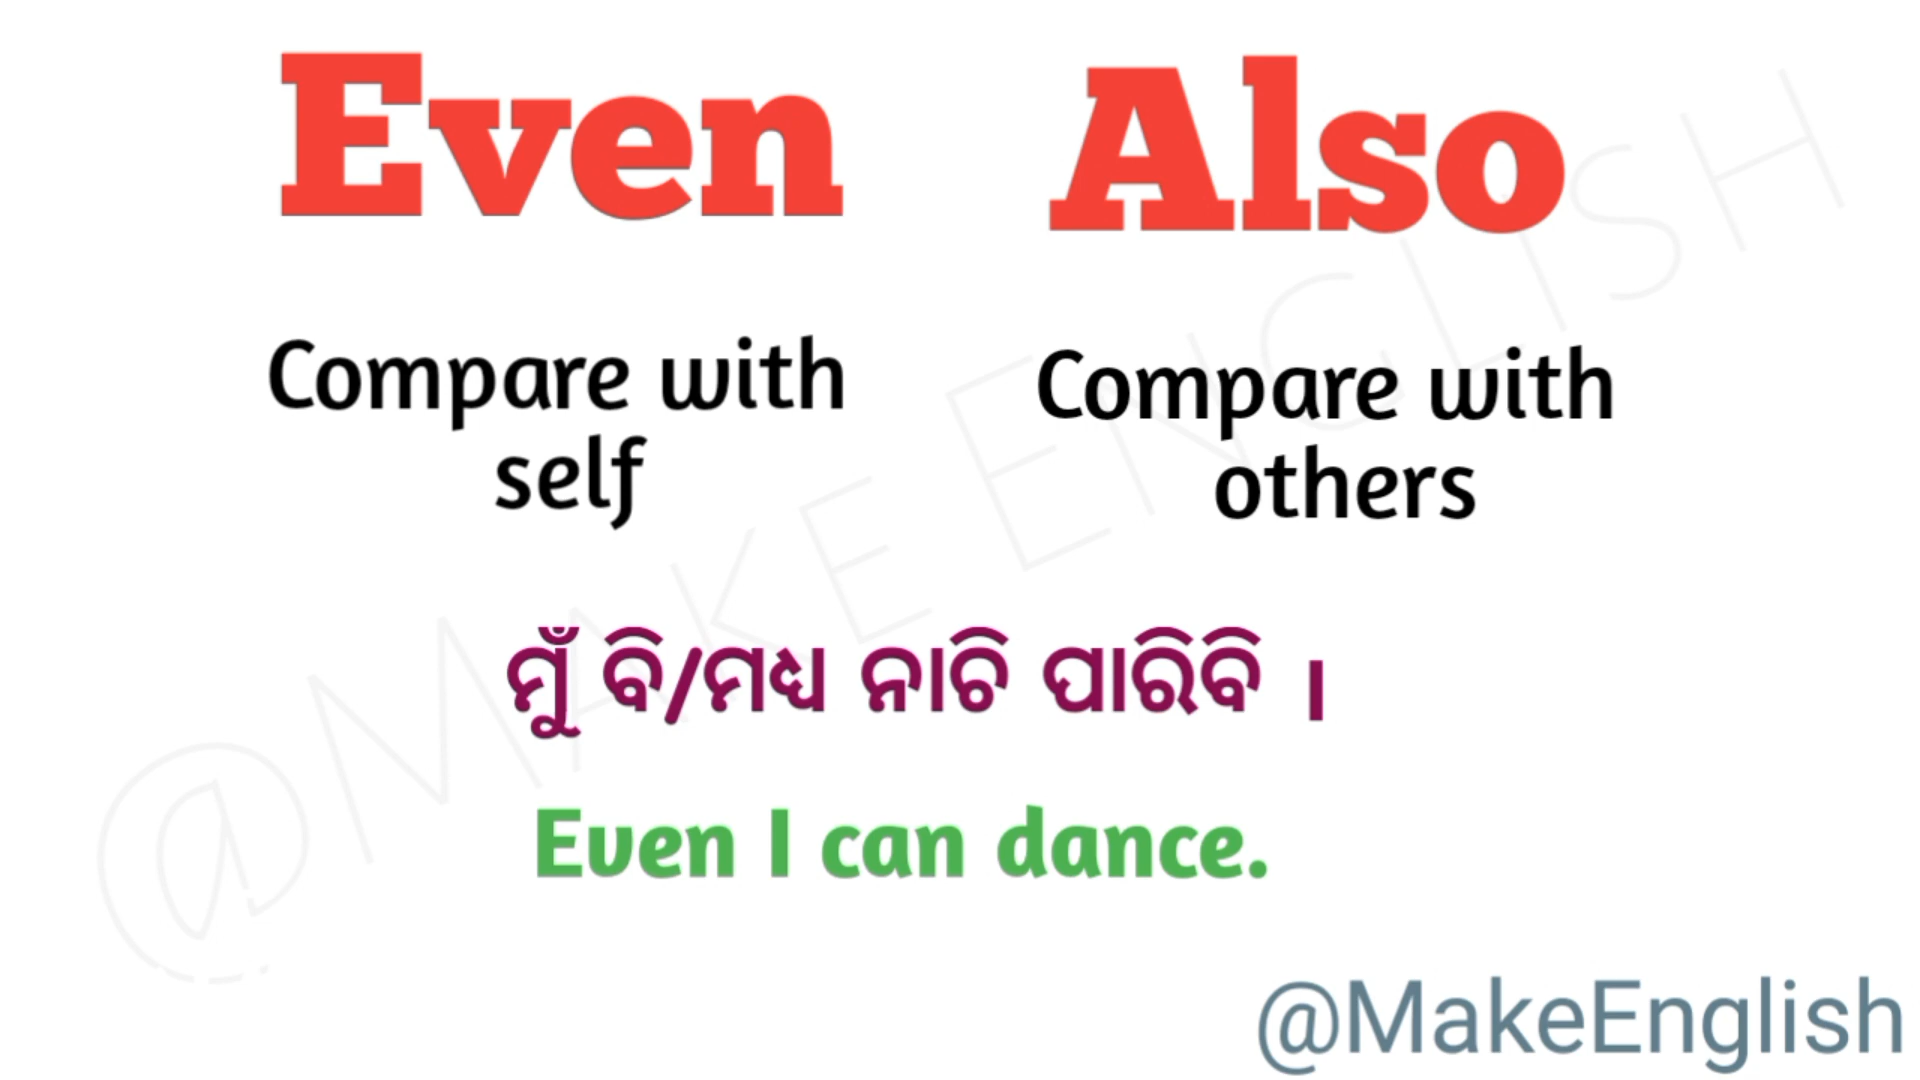 Even
Also
Compare with
self
Compare with
others
ମୁଁ ବି/ମଧ୍ୟ ନାଚି ପାରିବି ।
Even I can dance.
@MakeEnglish
@MAKE ENGLISH